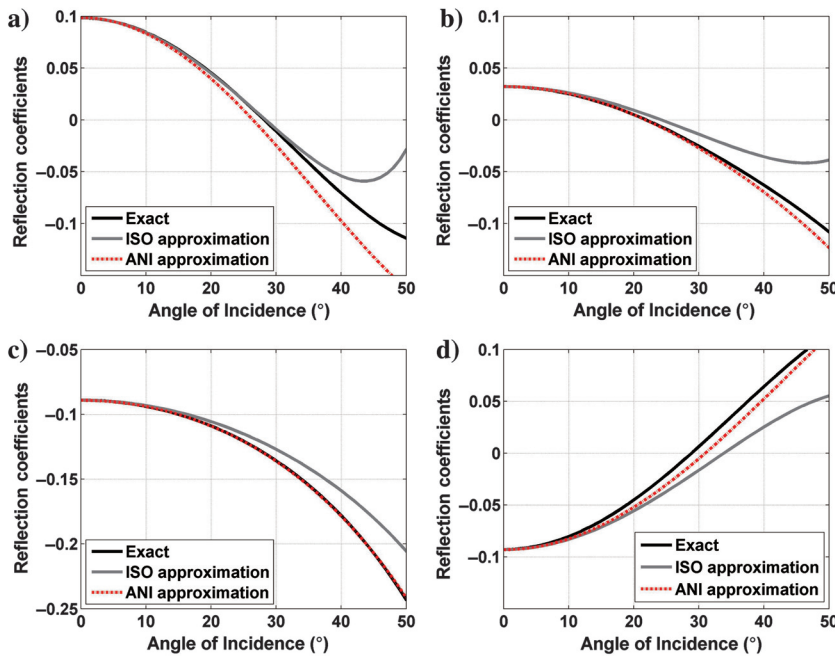 a)
0.1
0.05
0
–0.05
–0.1
Reflection coefficients
Exact
ISO approximation
ANI approximation
0 10 20 30 40 50
Angle of Incidence (°)
b)
0.1
0.05
0
–0.05
–0.1
Reflection coefficients
Exact
ISO approximation
ANI approximation
0 10 20 30 40 50
Angle of Incidence (°)
c)
–0.05
–0.1
–0.15
–0.2
–0.25
Reflection coefficients
Exact
ISO approximation
ANI approximation
0 10 20 30 40 50
Angle of Incidence (°)
d)
0.1
0.05
0
–0.05
–0.1
Reflection coefficients
Exact
ISO approximation
ANI approximation
0 10 20 30 40 50
Angle of Incidence (°)